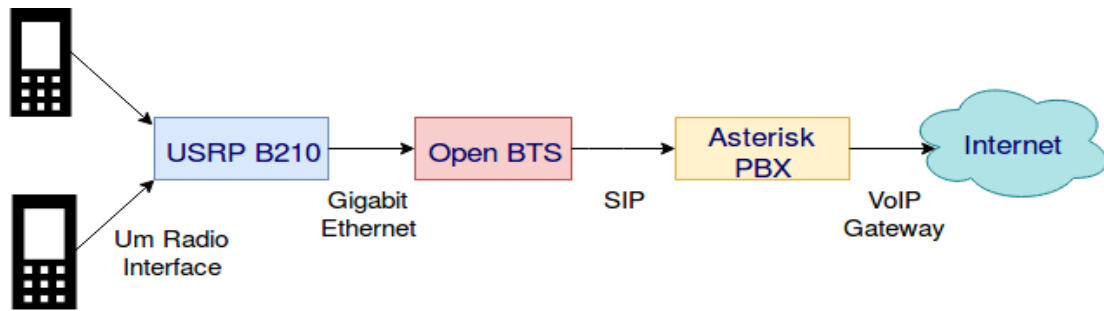 USRP B210
Open BTS
Asterisk
PBX
Internet
Um Radio
Interface
Gigabit
Ethernet
SIP
VoIP
Gateway